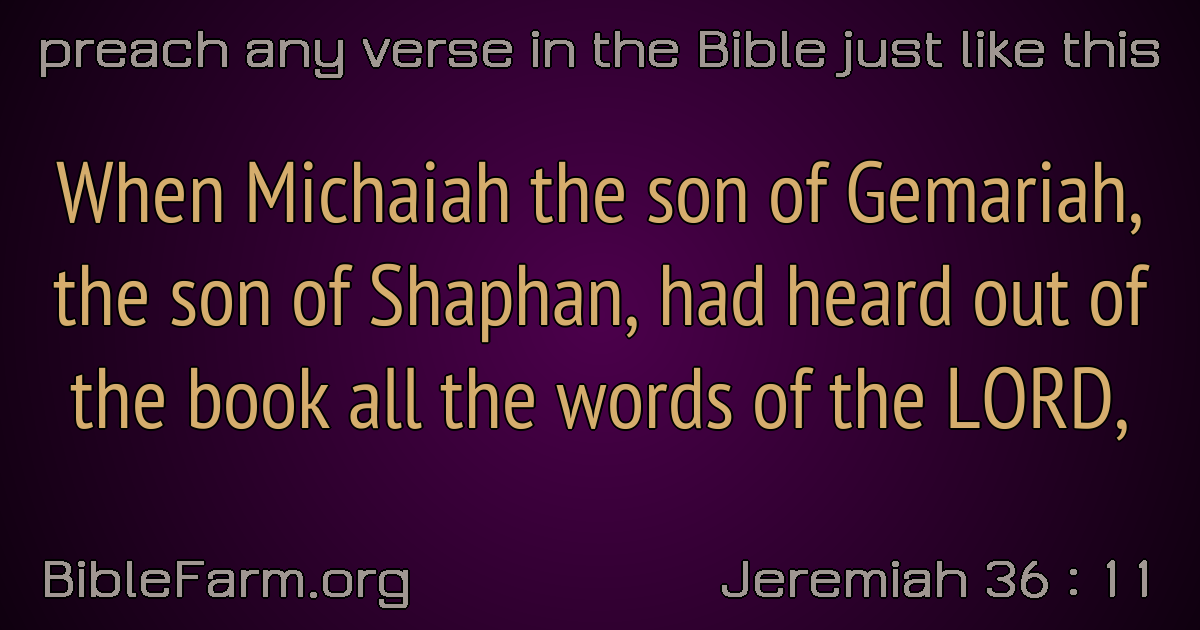 preach any verse in the Bible just like this
When Michaiah the son of Gemariah,
the son of Shaphan, had heard out of
the book all the words of the LORD,
BibleFarm.org
Jeremiah 36 : 11